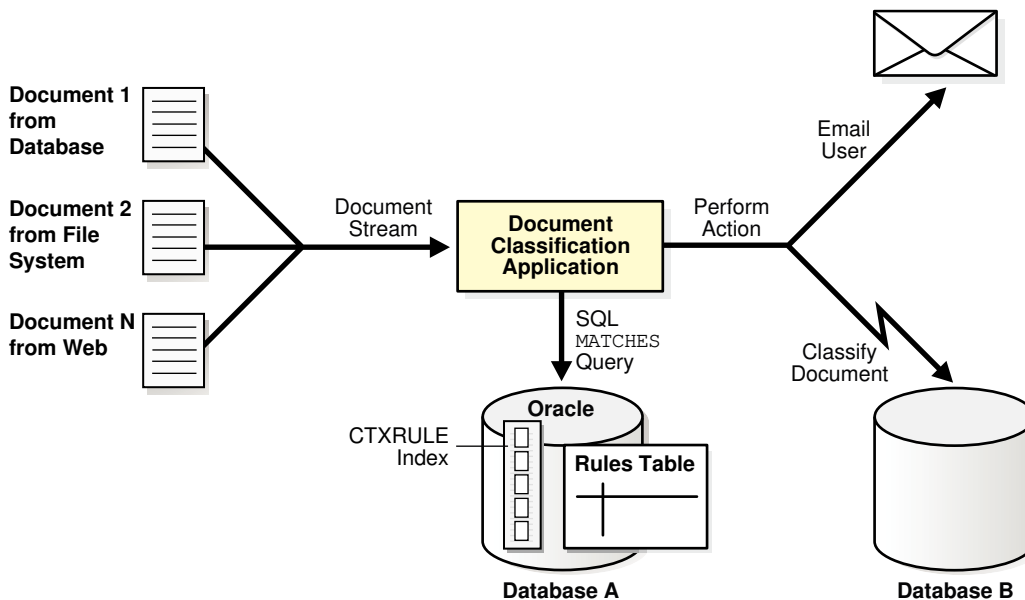 Document 1
from
Database
Document 2
from File
System
Document N
from Web
Document
Stream
Document
Classification
Application
Perform
Action
Email
User
SQL
MATCHES
Query
Classify
Document
Oracle
CTXRULE
Index
Rules Table
Database A
Database B